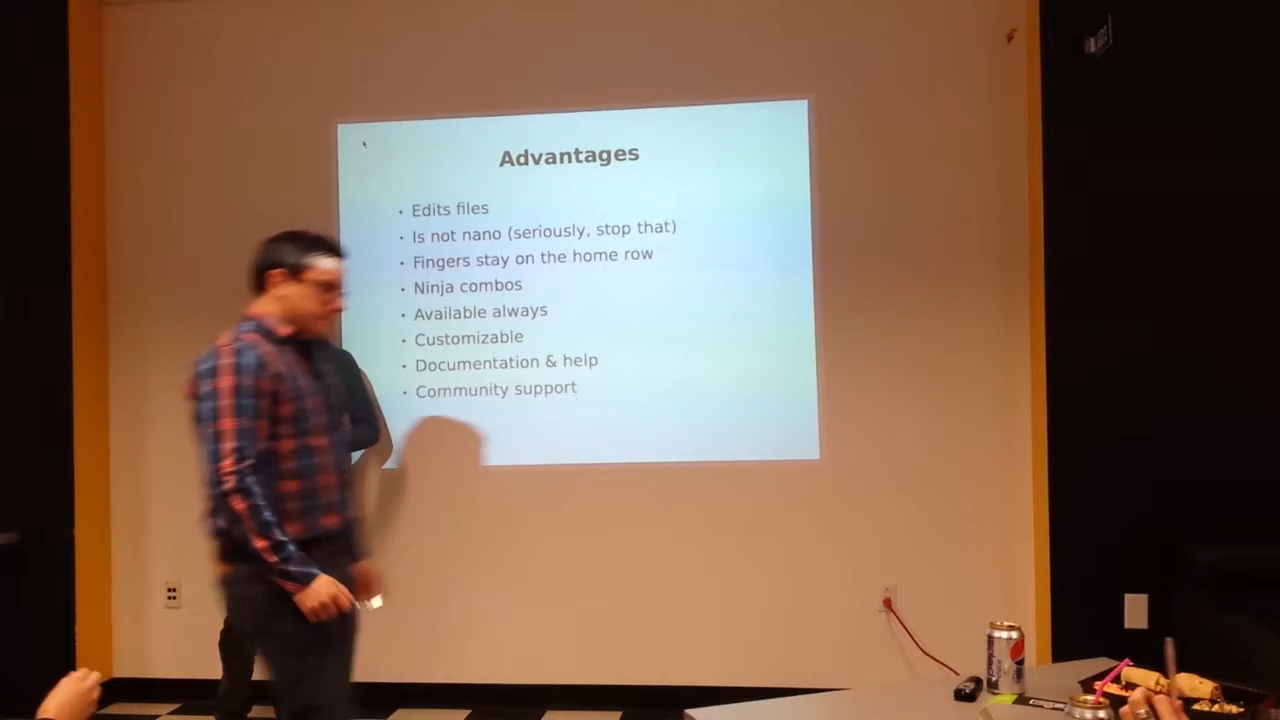 Advantages
• Edits files
• Is not nano (seriously, stop that)
• Fingers stay on the home row
• Ninja combos
• Available always
• Customizable
• Documentation & help
• Community support